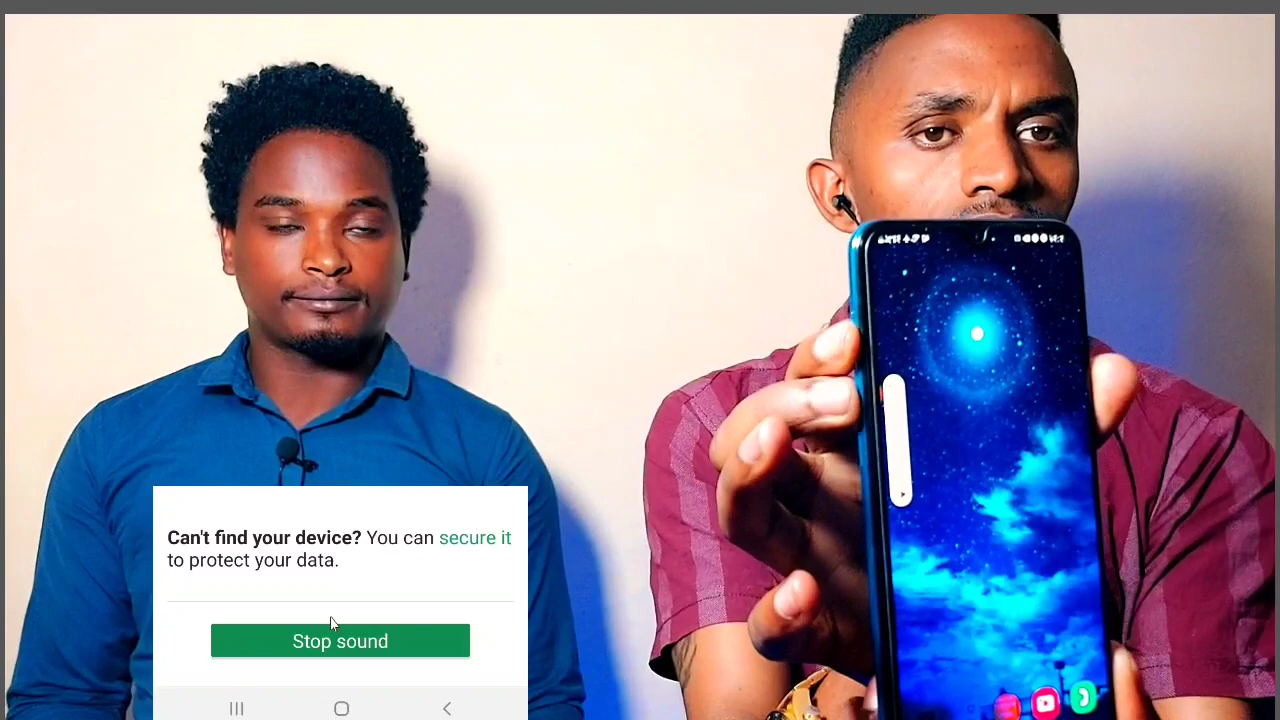 Can't find your device? You can secure it
to protect your data.
Stop sound